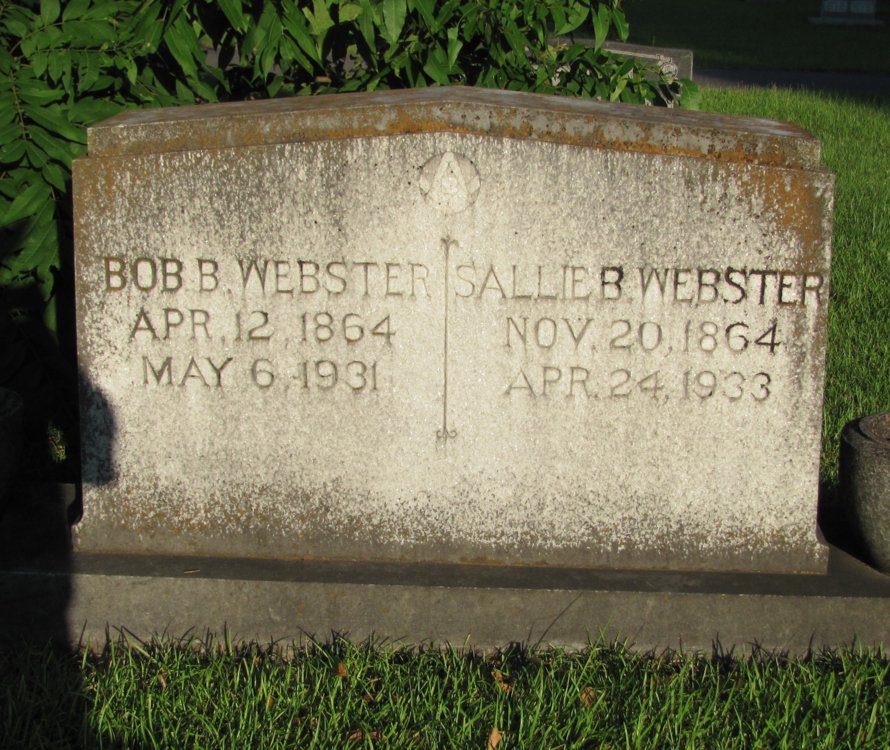 BOB B. WEBSTER
APR. 12, 1864
MAY 6, 1931
SALLIE B. WEBSTER
NOV. 20, 1864
APR. 24, 1933